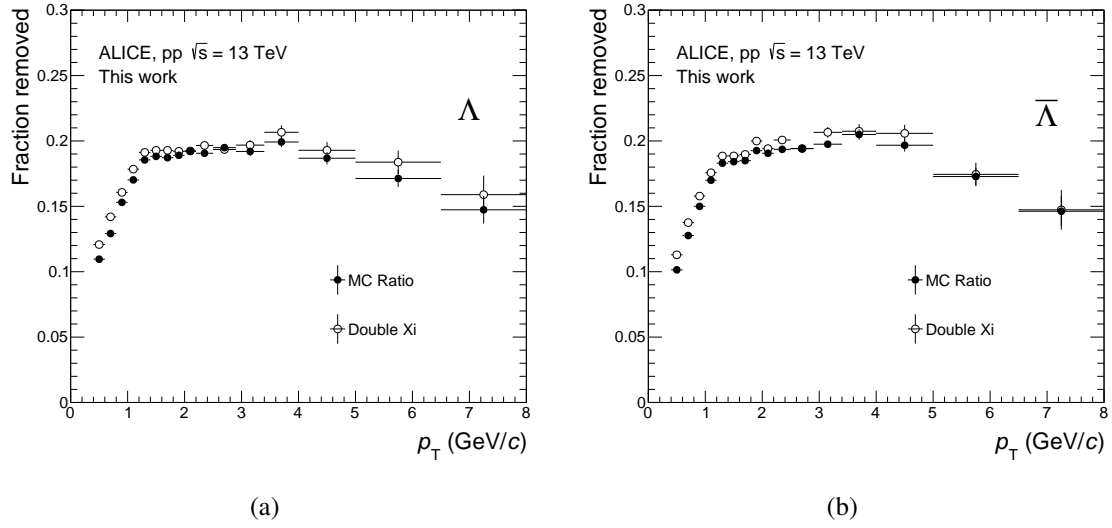 Fraction removed
0.3
0.25
0.2
0.15
0.1
0.05
0
ALICE, pp √s = 13 TeV
This work
Λ
MC Ratio
Double Xi
0 1 2 3 4 5 6 7 8
p_T (GeV/c)
(a)
Fraction removed
0.3
0.25
0.2
0.15
0.1
0.05
0
ALICE, pp √s = 13 TeV
This work
Λ̅
MC Ratio
Double Xi
0 1 2 3 4 5 6 7 8
p_T (GeV/c)
(b)